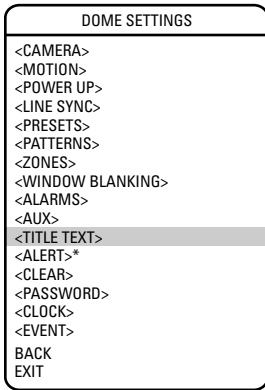 DOME SETTINGS
<CAMERA>
<MOTION>
<POWER UP>
<LINE SYNC>
<PRESETS>
<PATTERNS>
<ZONES>
<WINDOW BLANKING>
<ALARMS>
<AUX>
<TITLE TEXT>
<ALERT>*
<CLEAR>
<PASSWORD>
<CLOCK>
<EVENT>
BACK
EXIT